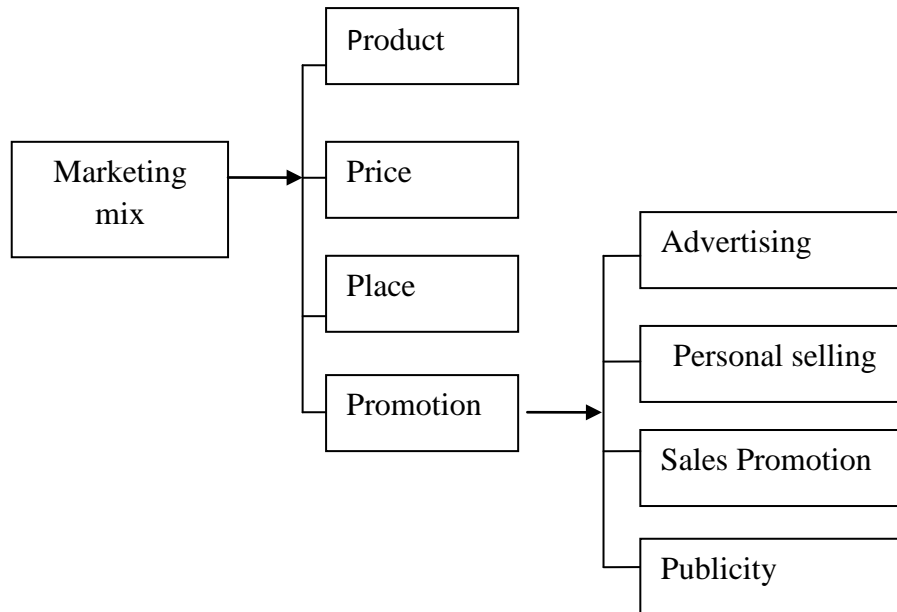 Product
Marketing
mix
Price
Place
Promotion
Advertising
Personal selling
Sales Promotion
Publicity